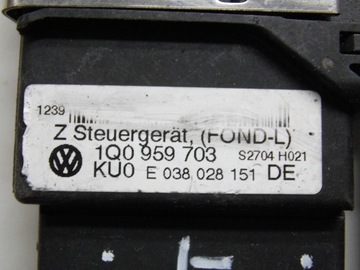 1239
Z Steuergerät, (FOND-L)
1Q0 959 703 S2704 H021
KU0 E 038 028 151 DE